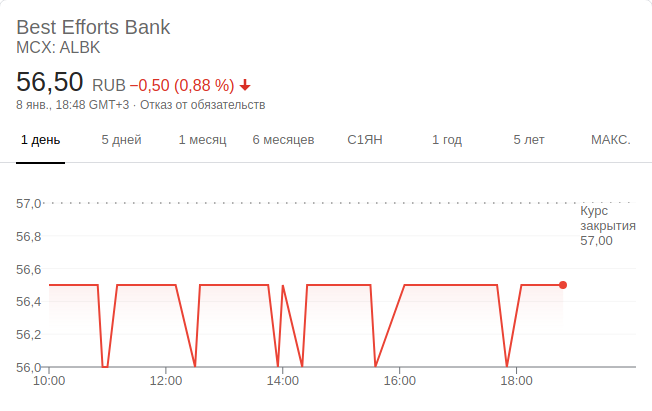 Best Efforts Bank
MCX: ALBK
56,50 RUB −0,50 (0,88 %)
8 янв., 18:48 GMT+3 · Отказ от обязательств
1 день 5 дней 1 месяц 6 месяцев С1ЯН 1 год 5 лет МАКС.
57,0
Курс
закрытия
57,00
56,8
56,6
56,4
56,2
56,0
10:00 12:00 14:00 16:00 18:00